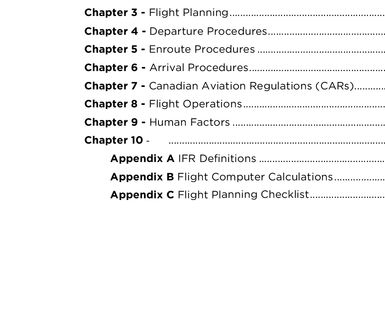 Chapter 3 - Flight Planning..............................................
Chapter 4 - Departure Procedures..................................
Chapter 5 - Enroute Procedures .....................................
Chapter 6 - Arrival Procedures........................................
Chapter 7 - Canadian Aviation Regulations (CARs).........
Chapter 8 - Flight Operations..........................................
Chapter 9 - Human Factors .............................................
Chapter 10 - ................................................................
Appendix A IFR Definitions .....................................
Appendix B Flight Computer Calculations...............
Appendix C Flight Planning Checklist......................